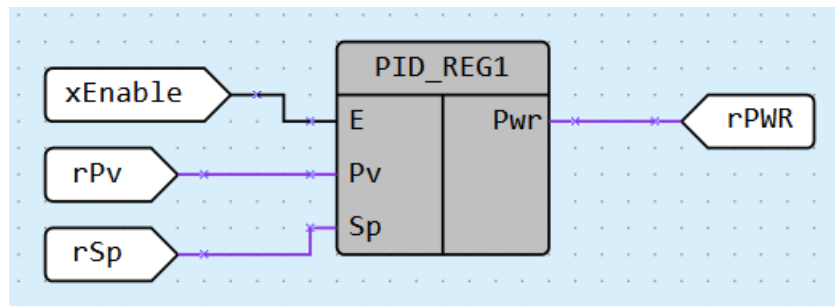 PID_REG1
xEnable
E
Pwr
rPWR
rPv
Pv
rSp
Sp